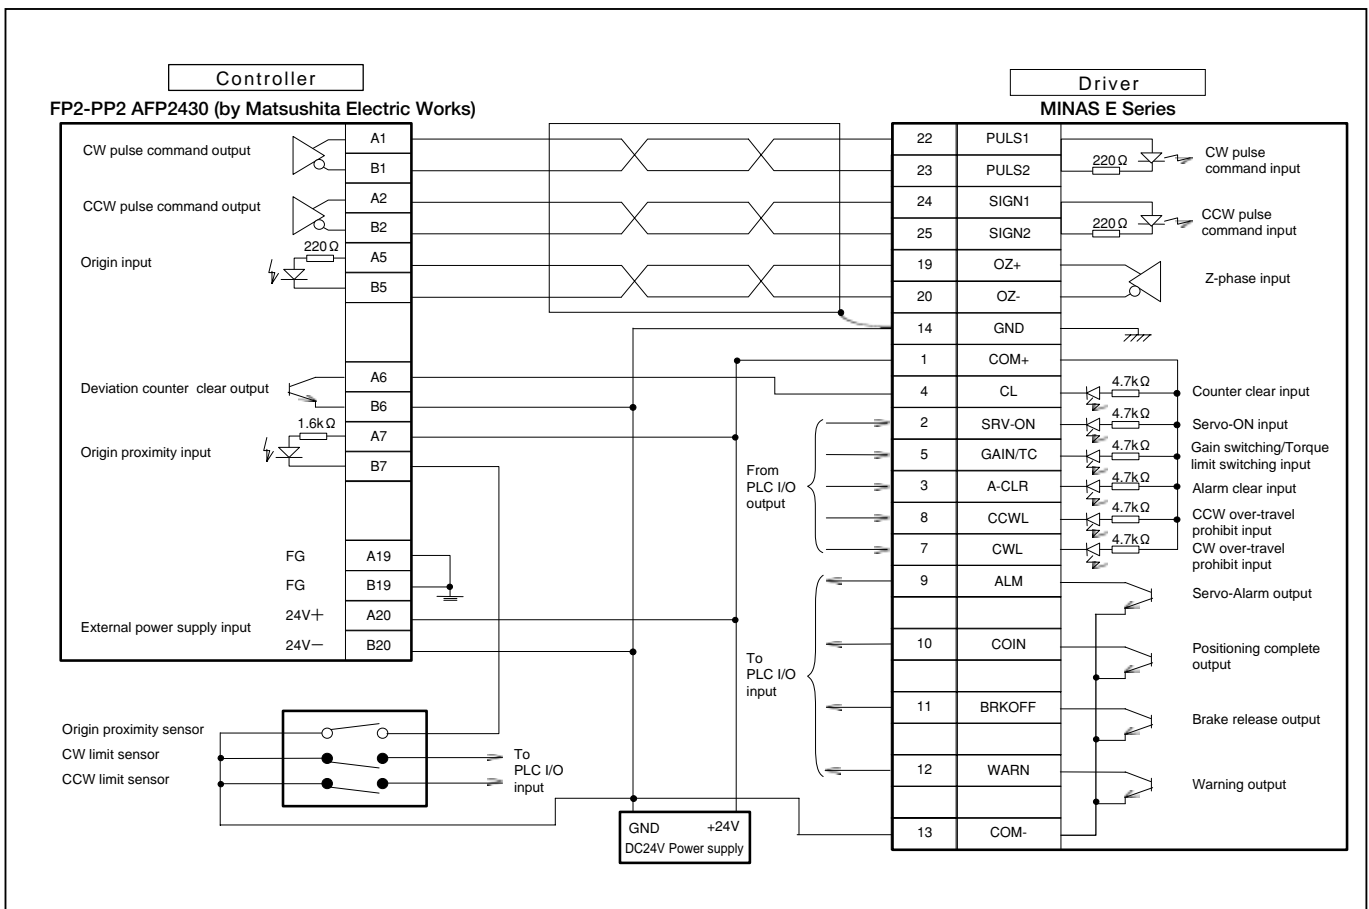 Controller
FP2-PP2 AFP2430 (by Matsushita Electric Works)
CW pulse command output
A1
B1
CCW pulse command output
A2
B2
Origin input
220Ω
A5
B5
Deviation counter clear output
A6
B6
Origin proximity input
1.6kΩ
A7
B7
FG
A19
FG
B19
External power supply input
24V+
A20
24V−
B20
Origin proximity sensor
CW limit sensor
CCW limit sensor
To
PLC I/O
input
GND
+24V
DC24V Power supply
From
PLC I/O
output
To
PLC I/O
input
Driver
MINAS E Series
22
PULS1
23
PULS2
220Ω
CW pulse
command input
24
SIGN1
25
SIGN2
220Ω
CCW pulse
command input
19
OZ+
20
OZ-
Z-phase input
14
GND
1
COM+
4
CL
4.7kΩ
Counter clear input
2
SRV-ON
4.7kΩ
Servo-ON input
5
GAIN/TC
4.7kΩ
Gain switching/Torque
limit switching input
3
A-CLR
4.7kΩ
Alarm clear input
8
CCWL
4.7kΩ
CCW over-travel
prohibit input
7
CWL
4.7kΩ
CW over-travel
prohibit input
9
ALM
Servo-Alarm output
10
COIN
Positioning complete
output
11
BRKOFF
Brake release output
12
WARN
Warning output
13
COM-